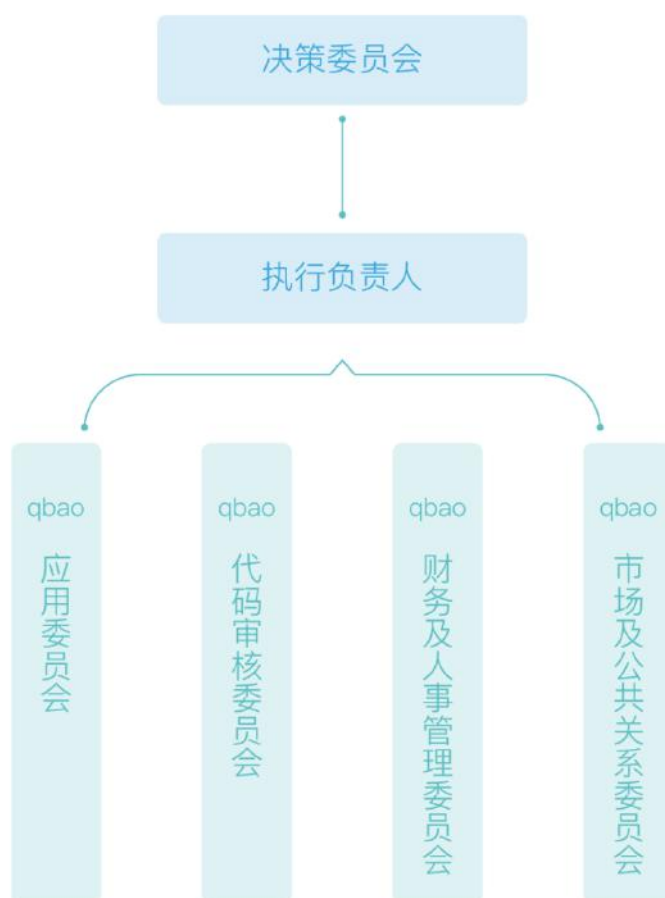 决策委员会
执行负责人
qbao
应用委员会
qbao
代码审核委员会
qbao
财务及人事管理委员会
qbao
市场及公共关系委员会